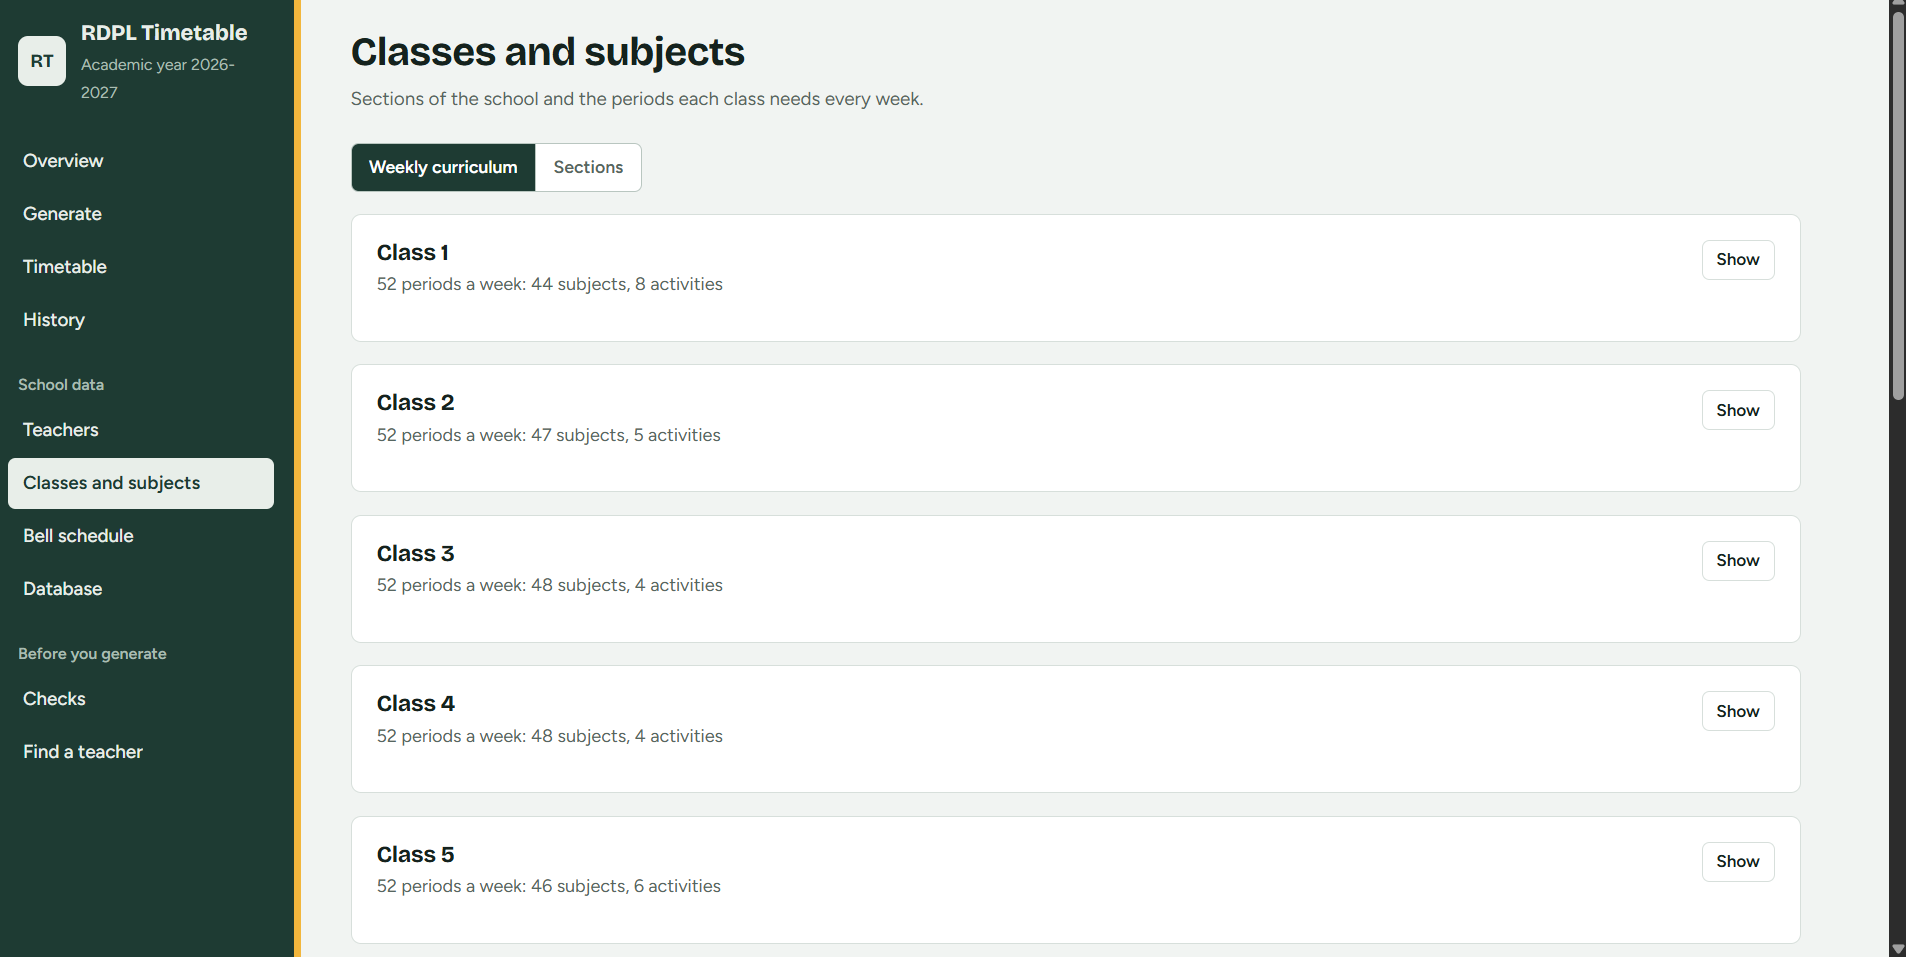 RT
RDPL Timetable
Academic year 2026-
2027
Overview
Generate
Timetable
History
School data
Teachers
Classes and subjects
Bell schedule
Database
Before you generate
Checks
Find a teacher
Classes and subjects
Sections of the school and the periods each class needs every week.
Weekly curriculum
Sections
Class 1
52 periods a week: 44 subjects, 8 activities
Show
Class 2
52 periods a week: 47 subjects, 5 activities
Show
Class 3
52 periods a week: 48 subjects, 4 activities
Show
Class 4
52 periods a week: 48 subjects, 4 activities
Show
Class 5
52 periods a week: 46 subjects, 6 activities
Show